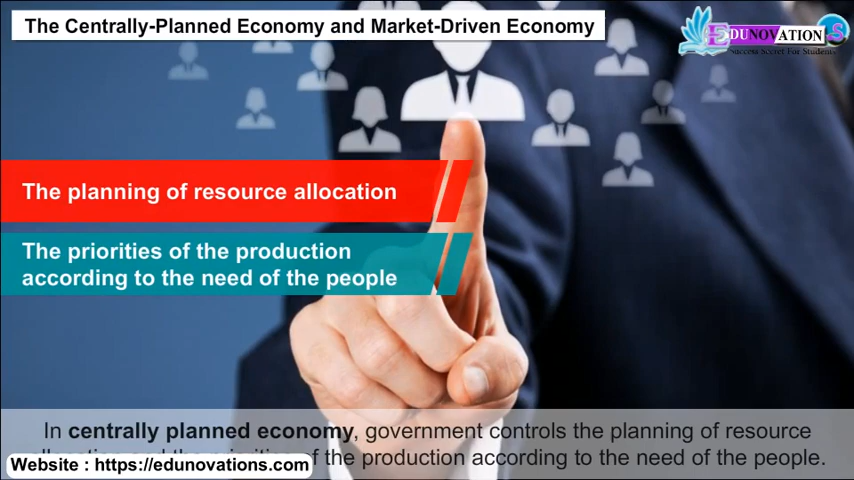 The Centrally-Planned Economy and Market-Driven Economy
EDUNOVATIONS
Success Secret For Students
The planning of resource allocation
The priorities of the production
according to the need of the people
In centrally planned economy, government controls the planning of resource
of the production according to the need of the people.
Website : https://edunovations.com